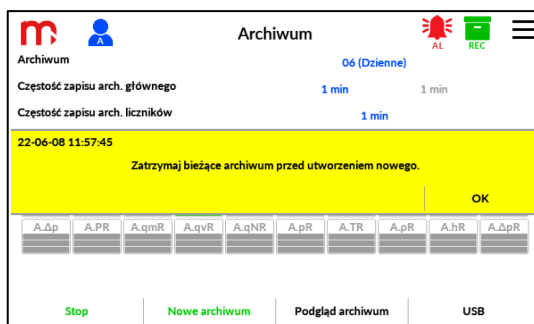 A
Archiwum
AL
REC
Archiwum 06 (Dzienne)
Częstość zapisu arch. głównego 1 min 1 min
Częstość zapisu arch. liczników 1 min
22-06-08 11:57:45
Zatrzymaj bieżące archiwum przed utworzeniem nowego.
OK
A.Δp A.PR A.qmR A.qvR A.qNR A.pR A.TR A.ρR A.hR A.ΔpR
Stop Nowe archiwum Podgląd archiwum USB